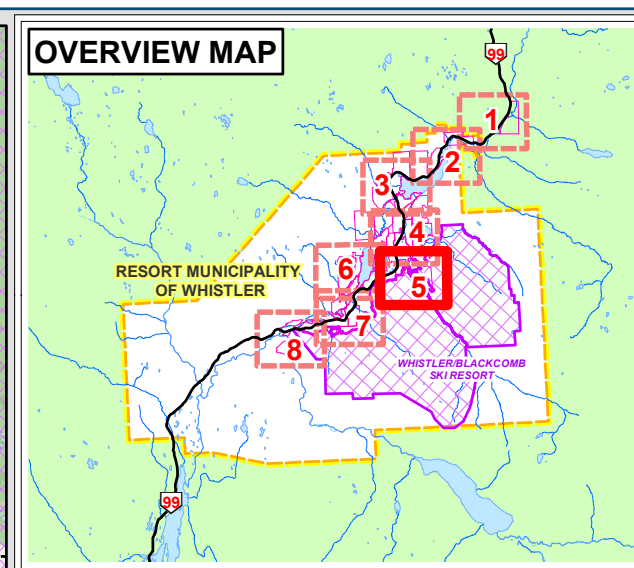 OVERVIEW MAP
99
1
2
3
4
RESORT MUNICIPALITY
OF WHISTLER
6
5
7
8
WHISTLER/BLACKCOMB
SKI RESORT
99